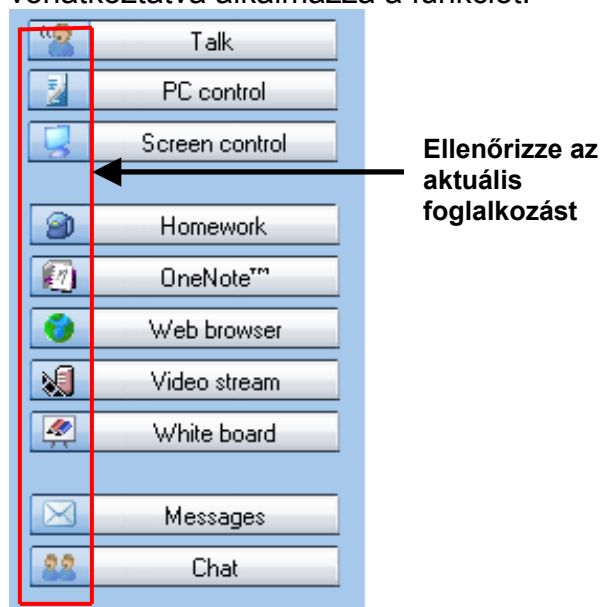 Talk
PC control
Screen control
Ellenőrizze az
aktuális
foglalkozást
Homework
OneNote™
Web browser
Video stream
White board
Messages
Chat